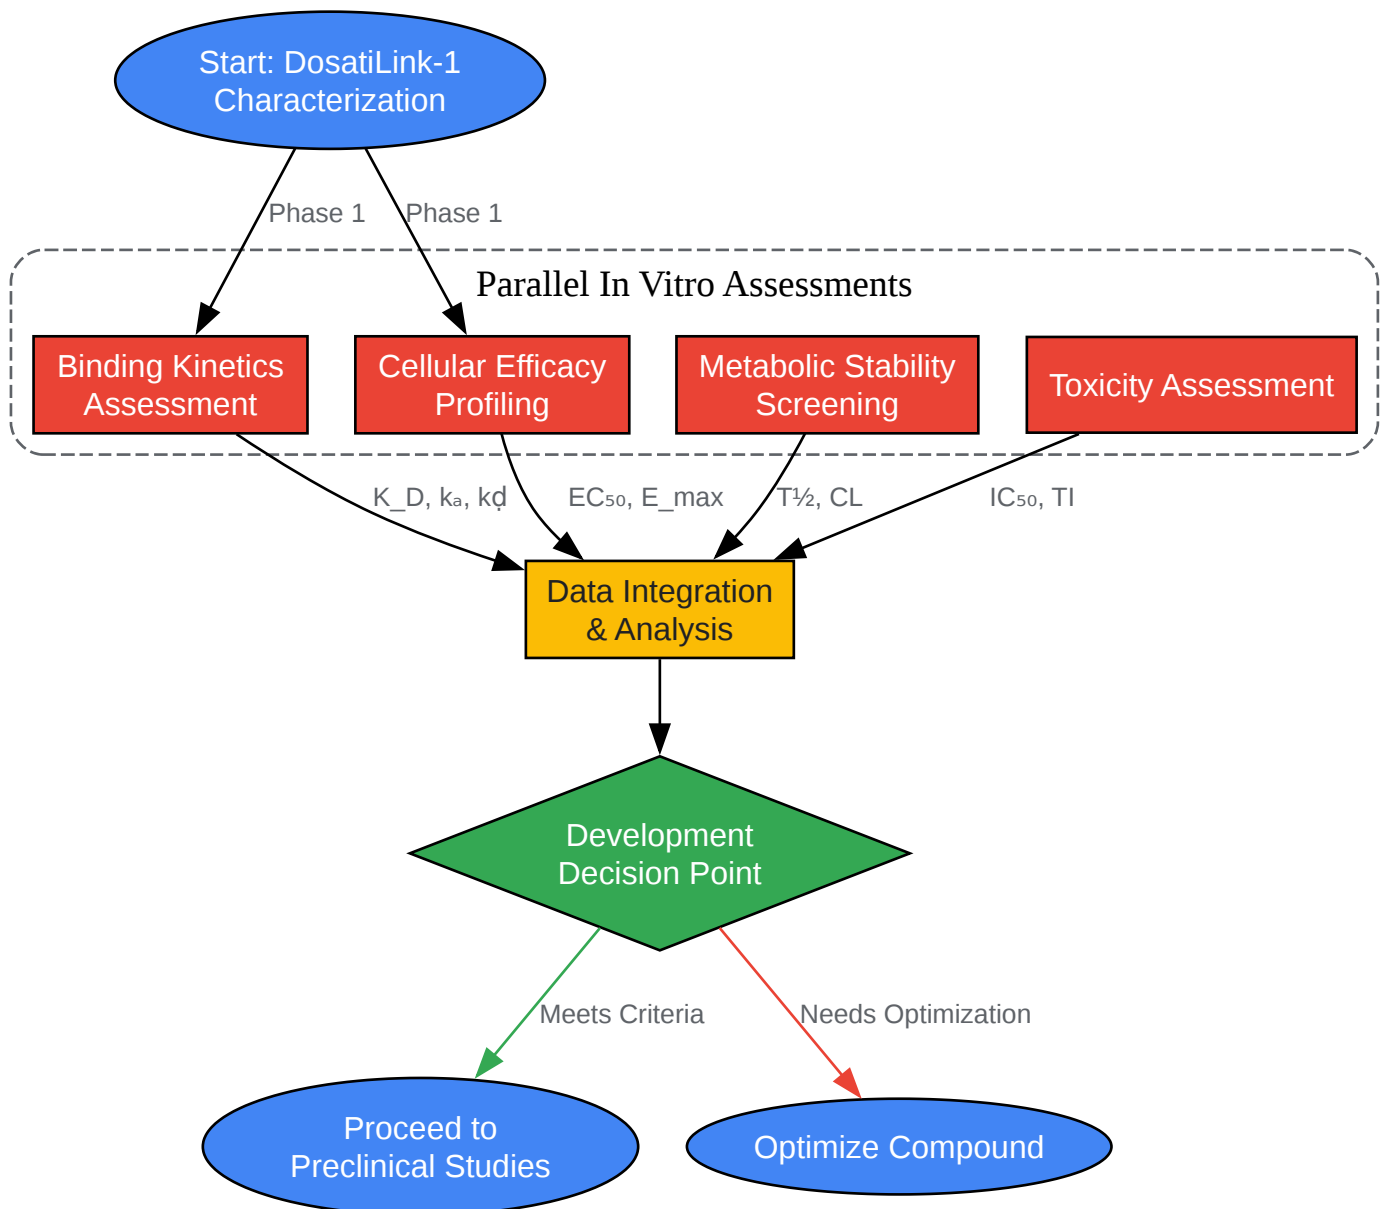 Start: DosatiLink-1
Characterization
Phase 1
Phase 1
Parallel In Vitro Assessments
Binding Kinetics
Assessment
Cellular Efficacy
Profiling
Metabolic Stability
Screening
Toxicity Assessment
K_D, kₐ, kḍ
EC₅₀, E_max
T½, CL
IC₅₀, TI
Data Integration
& Analysis
Development
Decision Point
Meets Criteria
Needs Optimization
Proceed to
Preclinical Studies
Optimize Compound